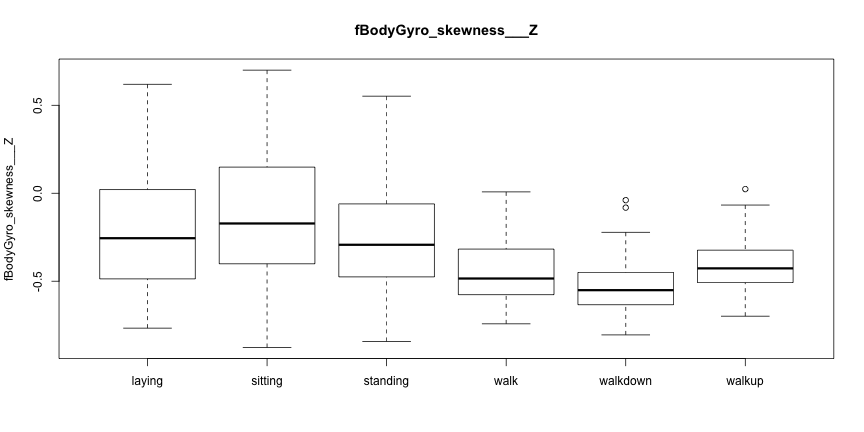 fBodyGyro_skewness___Z
fBodyGyro_skewness___Z
0.5
0.0
-0.5
laying sitting standing walk walkdown walkup